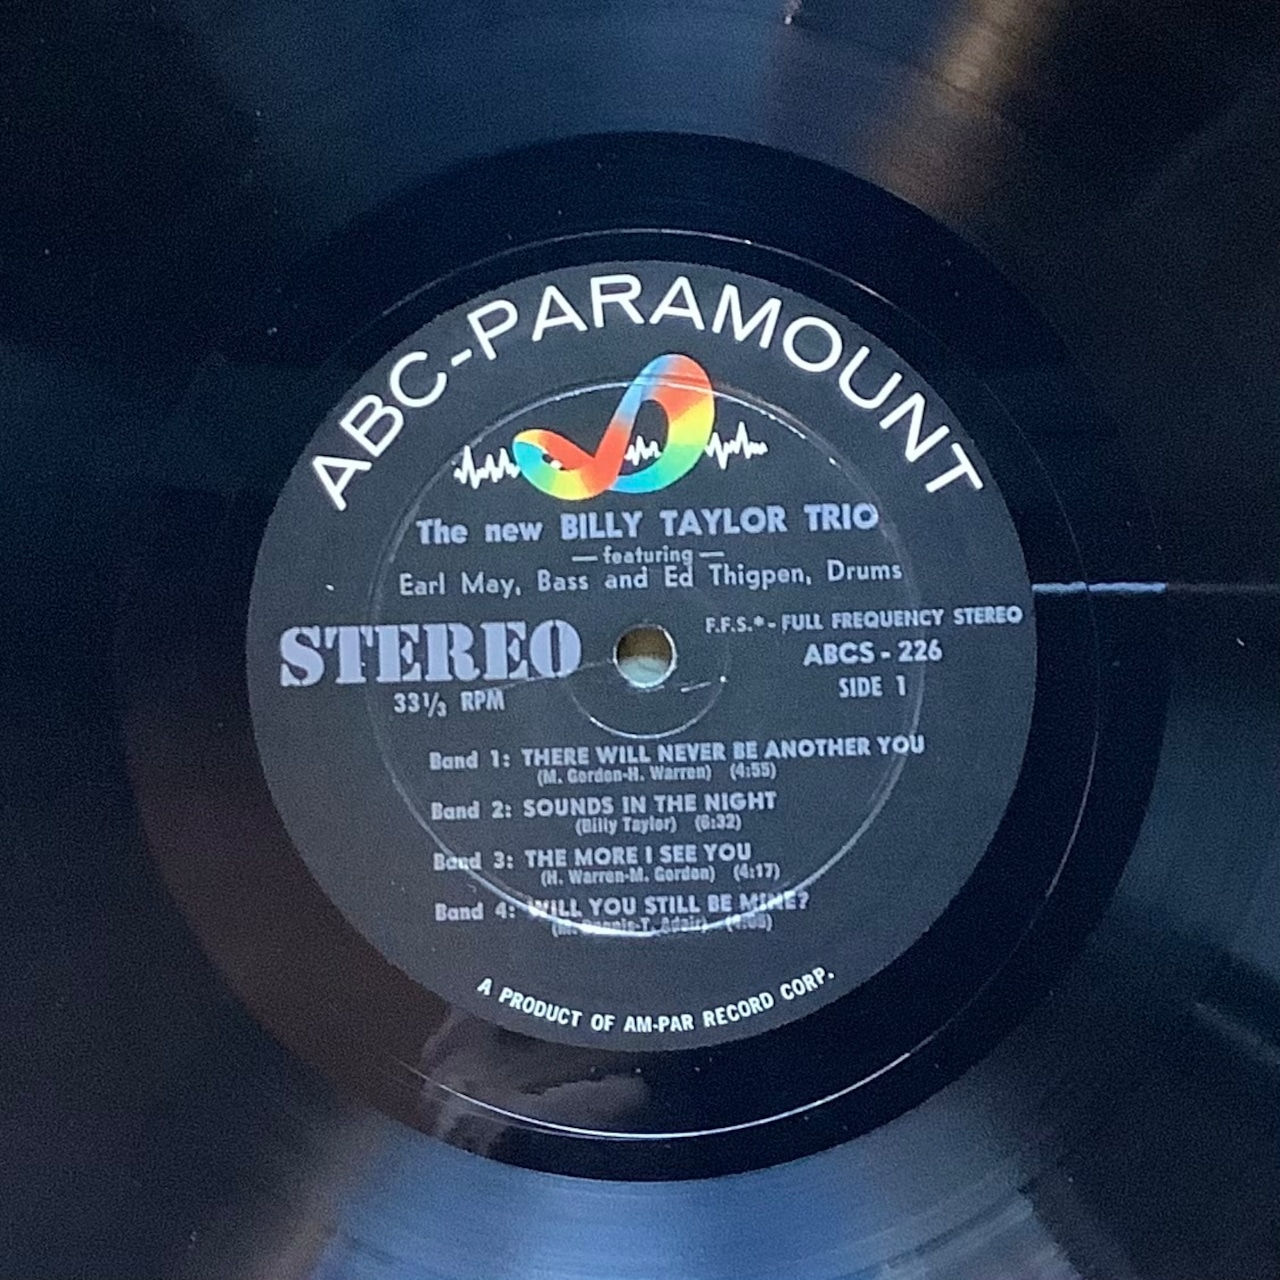 ABC-PARAMOUNT
The new BILLY TAYLOR TRIO
— featuring —
Earl May, Bass and Ed Thigpen, Drums
STEREO
33⅓ RPM
F.F.S.*- FULL FREQUENCY STEREO
ABCS - 226
SIDE 1
Band 1: THERE WILL NEVER BE ANOTHER YOU
(M. Gordon-H. Warren) (4:55)
Band 2: SOUNDS IN THE NIGHT
(Billy Taylor) (6:32)
Band 3: THE MORE I SEE YOU
(H. Warren-M. Gordon) (4:17)
Band 4: WILL YOU STILL BE MINE?
(M. Dennis-T. Adair)
A PRODUCT OF AM-PAR RECORD CORP.